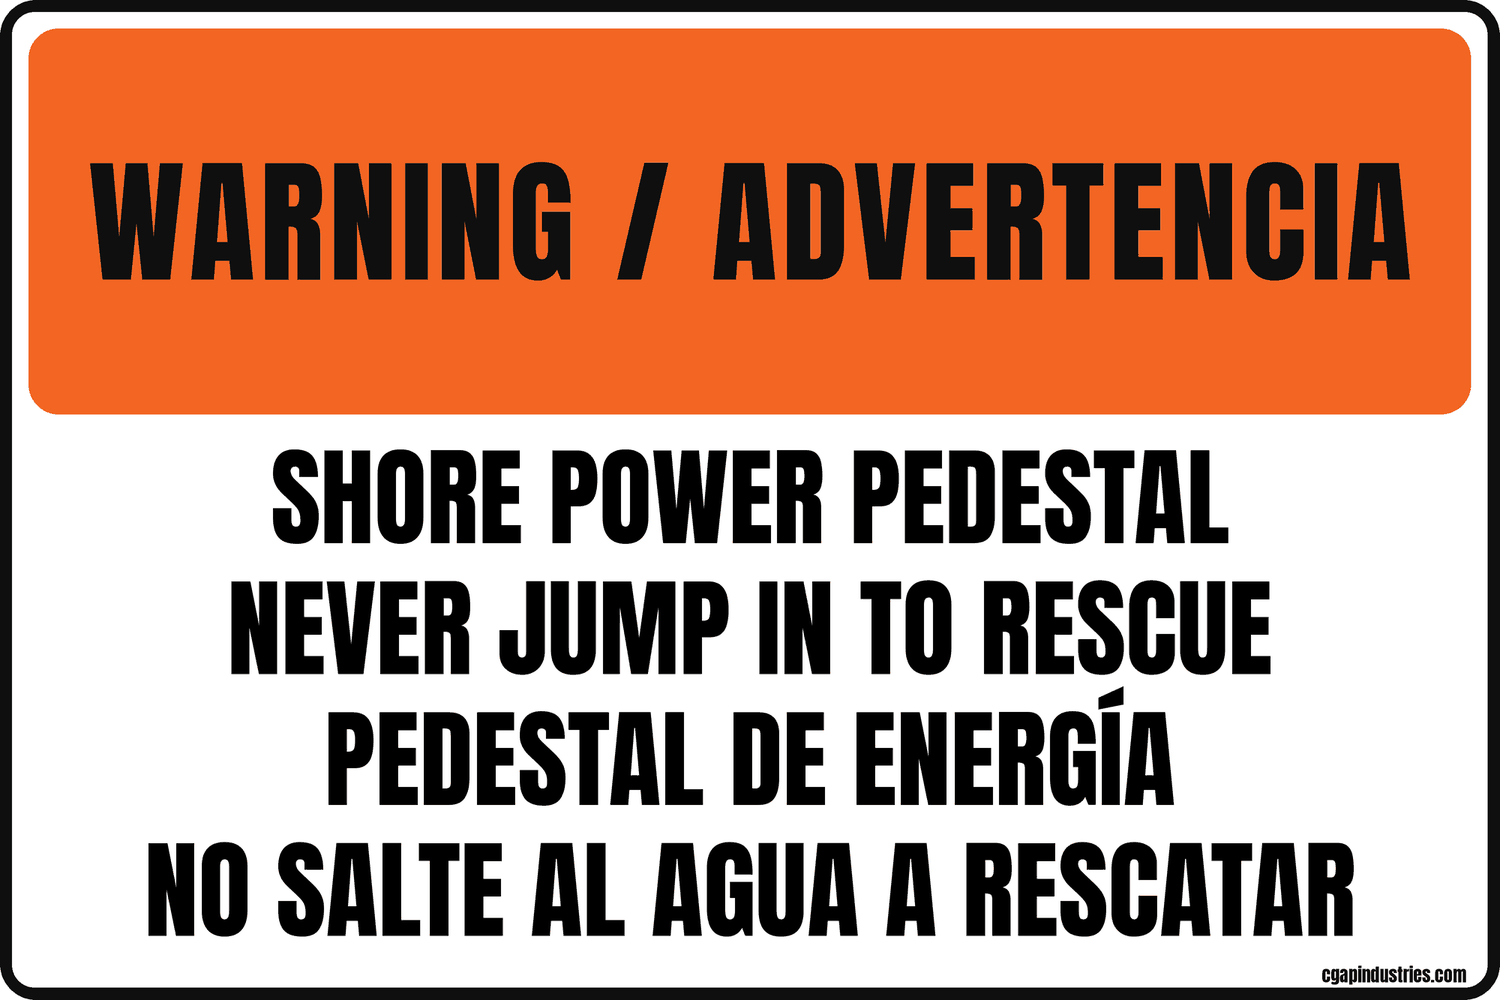 WARNING / ADVERTENCIA
SHORE POWER PEDESTAL
NEVER JUMP IN TO RESCUE
PEDESTAL DE ENERGÍA
NO SALTE AL AGUA A RESCATAR
cgapindustries.com